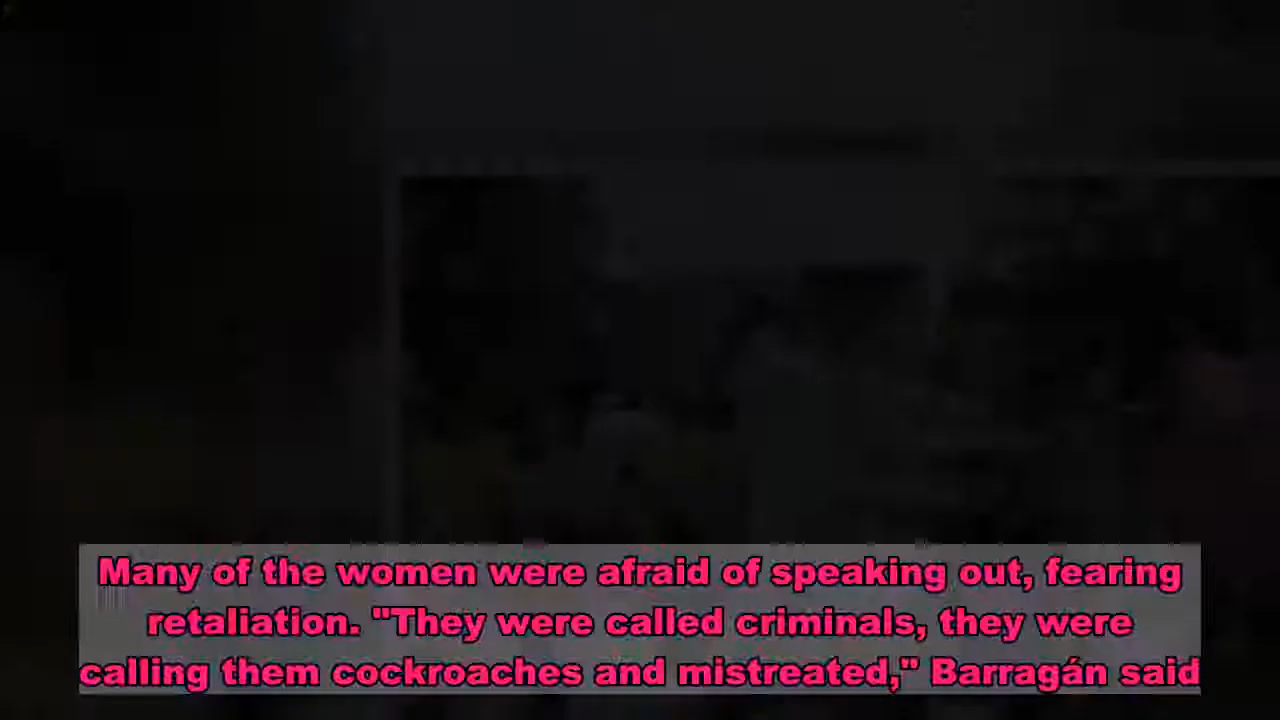 Many of the women were afraid of speaking out, fearing
retaliation. "They were called criminals, they were
calling them cockroaches and mistreated," Barragán said